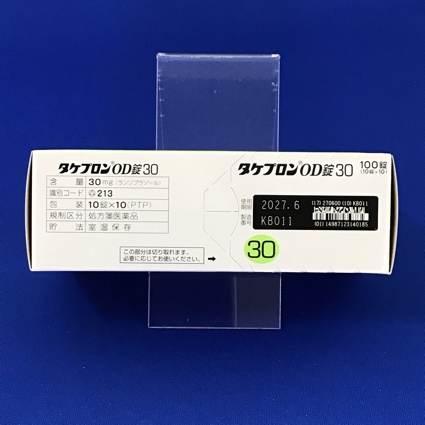 タケプロン®OD錠30
含量 30mg(ランソプラゾール)
識別コード 213
包装 10錠×10(PTP)
規制区分 処方箋医薬品
貯法 室温保存
この部分は切り取れます。
必要に応じてお使いください。
タケプロン®OD錠30 100錠
(10錠×10)
使用期限 2027.6
製造番号 KB011
(17) 270600 (10) KB011
(01) 14987123140185
30